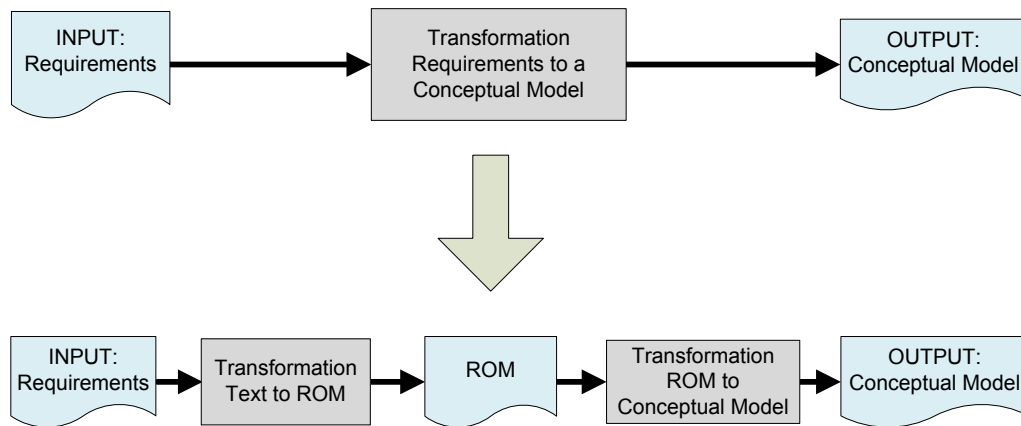 INPUT:
Requirements
Transformation
Requirements to a
Conceptual Model
OUTPUT:
Conceptual Model
INPUT:
Requirements
Transformation
Text to ROM
ROM
Transformation
ROM to
Conceptual Model
OUTPUT:
Conceptual Model